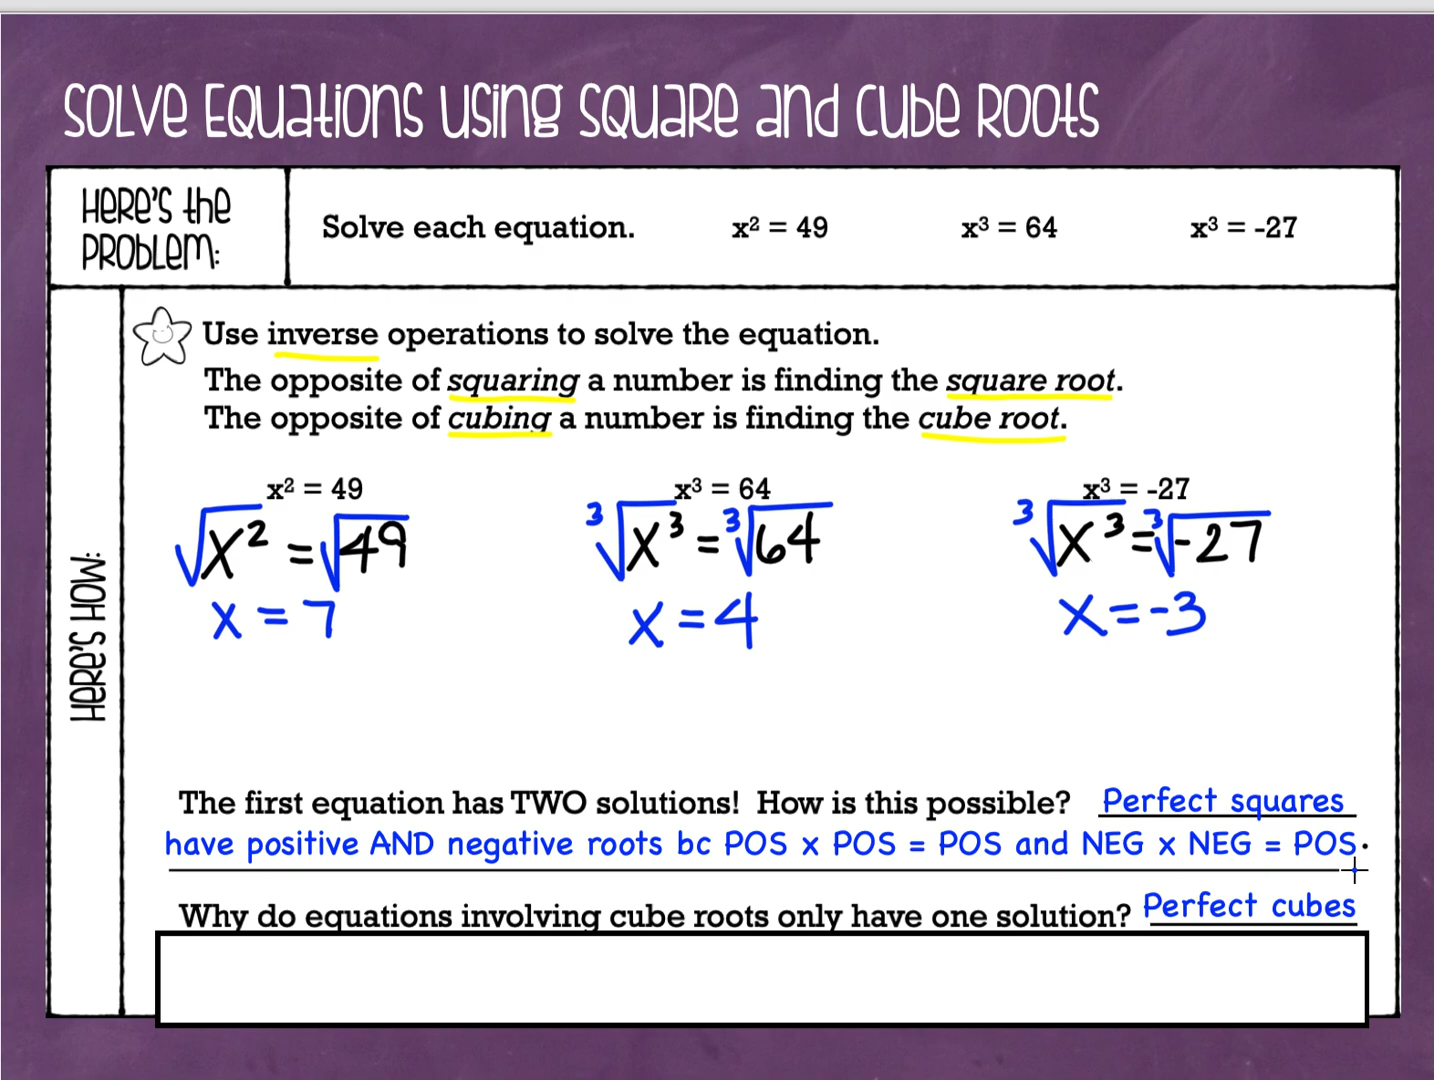 Solve Equations using Square and Cube Roots
Here's the
Problem:
Solve each equation. x² = 49 x³ = 64 x³ = -27
Here's How:
Use inverse operations to solve the equation.
The opposite of squaring a number is finding the square root.
The opposite of cubing a number is finding the cube root.
x² = 49 x³ = 64 x³ = -27
√x² = √49 ³√x³ = ³√64 ³√x³ = ³√-27
x = 7 x = 4 x = -3
The first equation has TWO solutions! How is this possible? Perfect squares
have positive AND negative roots bc POS x POS = POS and NEG x NEG = POS.
Why do equations involving cube roots only have one solution? Perfect cubes